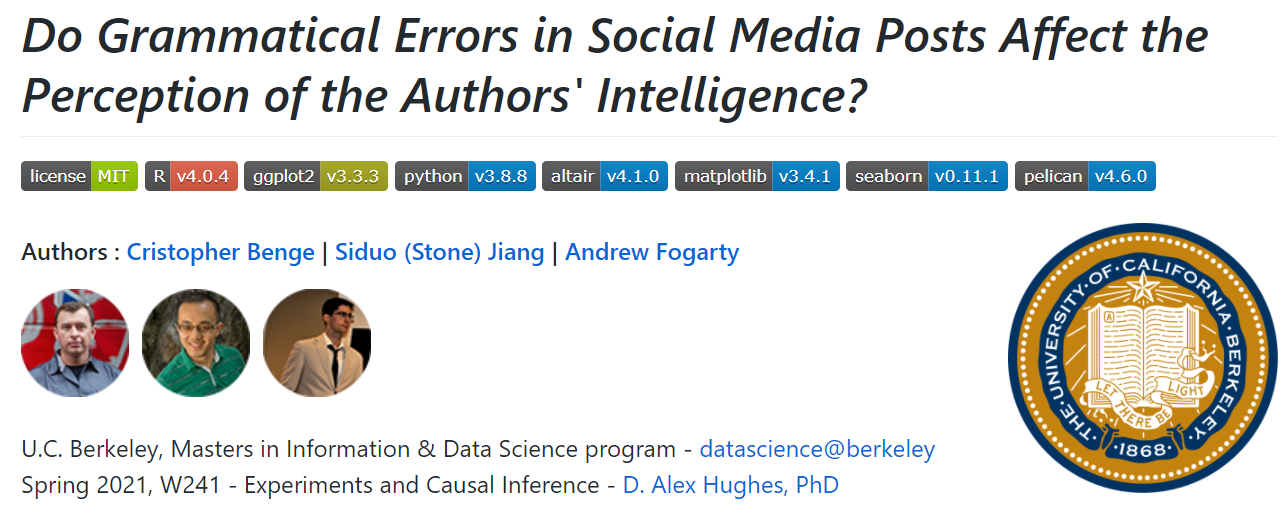 Do Grammatical Errors in Social Media Posts Affect the
Perception of the Authors' Intelligence?
license MIT R v4.0.4 ggplot2 v3.3.3 python v3.8.8 altair v4.1.0 matplotlib v3.4.1 seaborn v0.11.1 pelican v4.6.0
Authors : Cristopher Benge | Siduo (Stone) Jiang | Andrew Fogarty
THE·UNIVERSITY·OF·CALIFORNIA·BERKELEY
A
LET THERE BE LIGHT
·1868·
U.C. Berkeley, Masters in Information & Data Science program - datascience@berkeley
Spring 2021, W241 - Experiments and Causal Inference - D. Alex Hughes, PhD